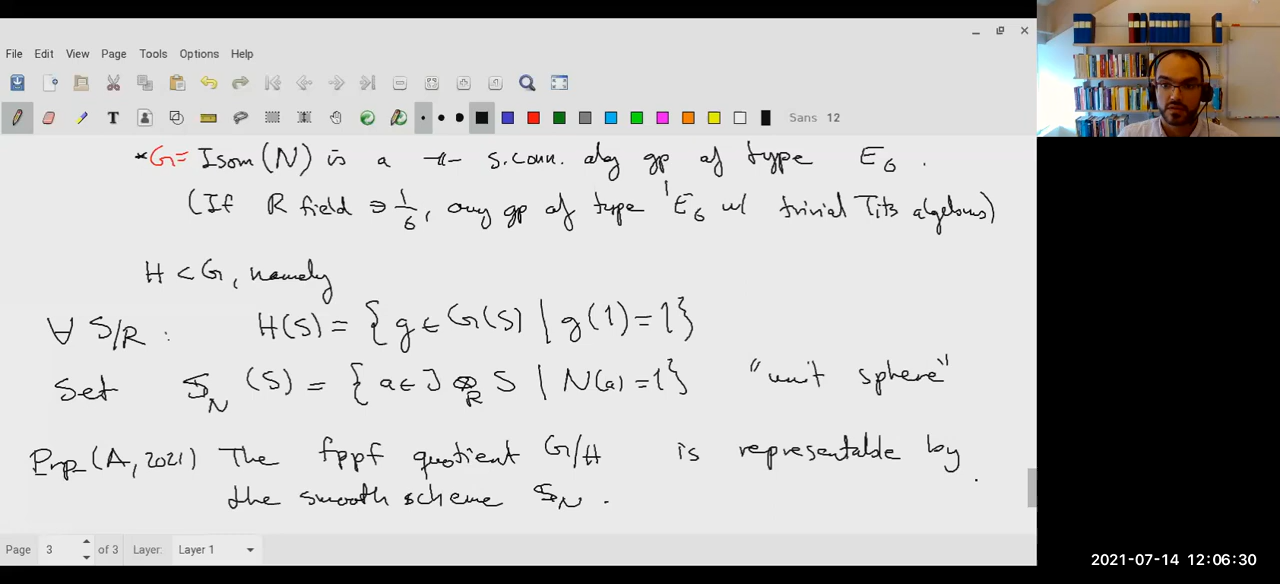 File Edit View Page Tools Options Help
Sans 12
*G= Isom(N) is a -"- s.conn. alg gp of type E₆.
(If R field ∋ 1/6, any gp of type ¹E₆ w/ trivial Tits algebras)
H < G, namely
∀ S/R: H(S) = {g ∈ G(S) | g(1) = 1}
Set 𝕊_N (S) = {a ∈ J ⊗_R S | N(a) = 1} "unit sphere"
Prp (A, 2021) The fppf quotient G/H is representable by
the smooth scheme 𝕊_N.
Page 3 of 3 Layer: Layer 1
2021-07-14 12:06:30